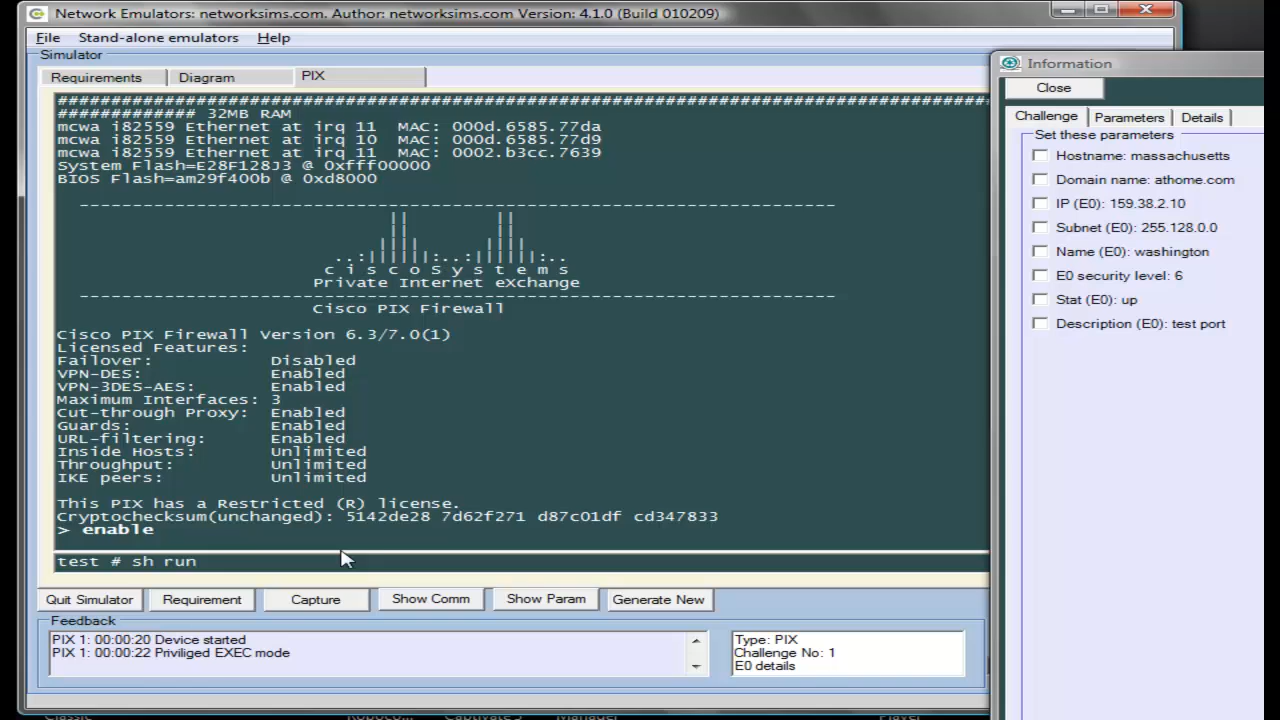 Network Emulators: networksims.com. Author: networksims.com Version: 4.1.0 (Build 010209)
File Stand-alone emulators Help
Simulator
Requirements Diagram PIX
############# 32MB RAM
mcwa i82559 Ethernet at irq 11 MAC: 000d.6585.77da
mcwa i82559 Ethernet at irq 10 MAC: 000d.6585.77d9
mcwa i82559 Ethernet at irq 11 MAC: 0002.b3cc.7639
System Flash=E28F128J3 @ 0xfff00000
BIOS Flash=am29f400b @ 0xd8000
c i s c o S y s t e m s
Private Internet eXchange
Cisco PIX Firewall
Cisco PIX Firewall Version 6.3/7.0(1)
Licensed Features:
Failover: Disabled
VPN-DES: Enabled
VPN-3DES-AES: Enabled
Maximum Interfaces: 3
Cut-through Proxy: Enabled
Guards: Enabled
URL-filtering: Enabled
Inside Hosts: Unlimited
Throughput: Unlimited
IKE peers: Unlimited
This PIX has a Restricted (R) license.
Cryptochecksum(unchanged): 5142de28 7d62f271 d87c01df cd347833
> enable
test # sh run
Quit Simulator Requirement Capture Show Comm Show Param Generate New
Feedback
PIX 1: 00:00:20 Device started
PIX 1: 00:00:22 Priviliged EXEC mode
Type: PIX
Challenge No: 1
E0 details
Information
Close
Challenge Parameters Details
Set these parameters
Hostname: massachusetts
Domain name: athome.com
IP (E0): 159.38.2.10
Subnet (E0): 255.128.0.0
Name (E0): washington
E0 security level: 6
Stat (E0): up
Description (E0): test port